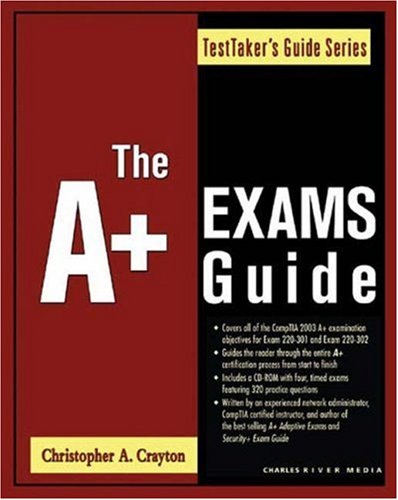 TestTaker's Guide Series
The
A+ EXAMS
Guide
• Covers all of the CompTIA 2003 A+ examination
objectives for Exam 220-301 and Exam 220-302
• Guides the reader through the entire A+
certification process from start to finish
• Includes a CD-ROM with four, timed exams
featuring 320 practice questions
• Written by an experienced network administrator,
CompTIA certified instructor, and author of
the best selling A+ Adaptive Exams and
Security+ Exam Guide
Christopher A. Crayton
CHARLES RIVER MEDIA